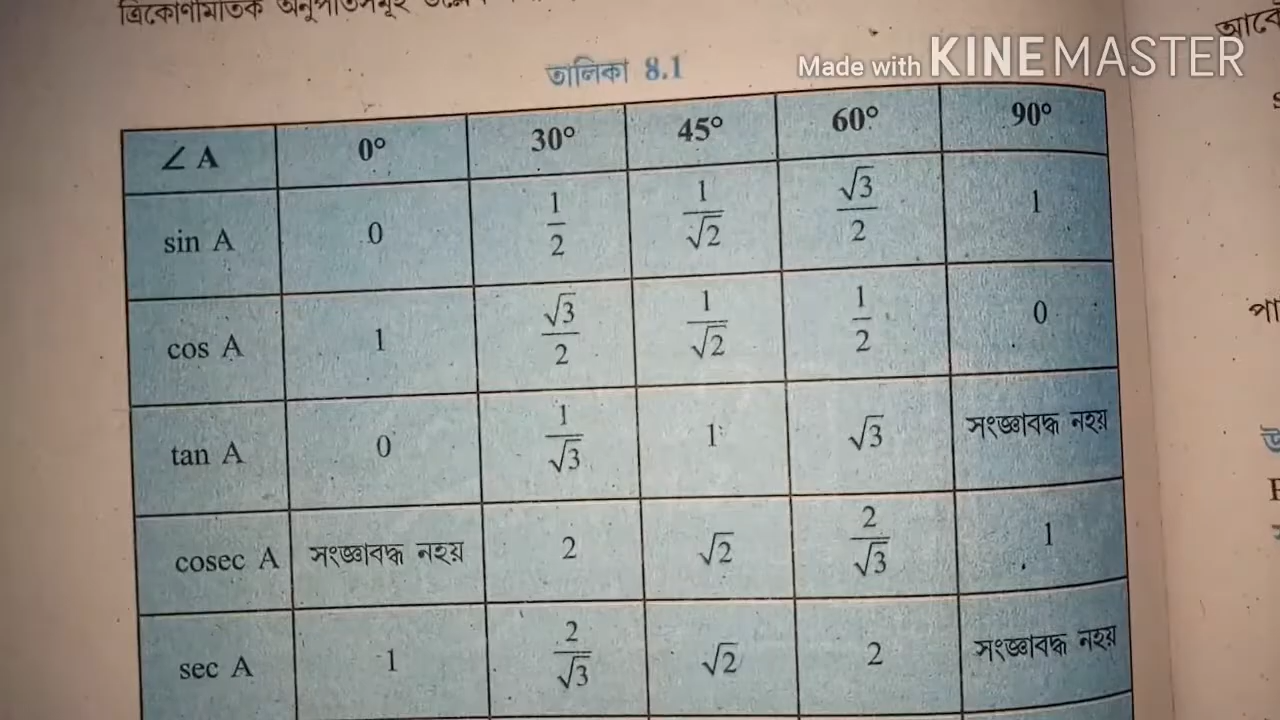 Made with KINEMASTER
তালিকা 8.1
∠ A 0° 30° 45° 60° 90°
sin A 0 1/2 1/√2 √3/2 1
cos A 1 √3/2 1/√2 1/2 0
tan A 0 1/√3 1 √3 সংজ্ঞাবদ্ধ নহয়
cosec A সংজ্ঞাবদ্ধ নহয় 2 √2 2/√3 1
sec A 1 2/√3 √2 2 সংজ্ঞাবদ্ধ নহয়